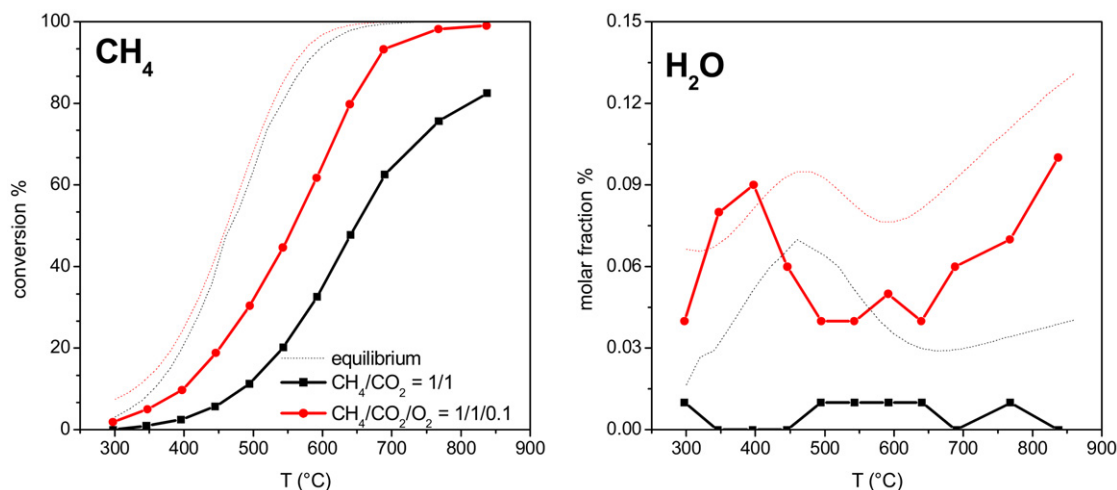 CH₄
conversion %
100
80
60
40
20
0
equilibrium
CH₄/CO₂ = 1/1
CH₄/CO₂/O₂ = 1/1/0.1
300 400 500 600 700 800 900
T (°C)
H₂O
molar fraction %
0.15
0.12
0.09
0.06
0.03
0.00
300 400 500 600 700 800 900
T (°C)